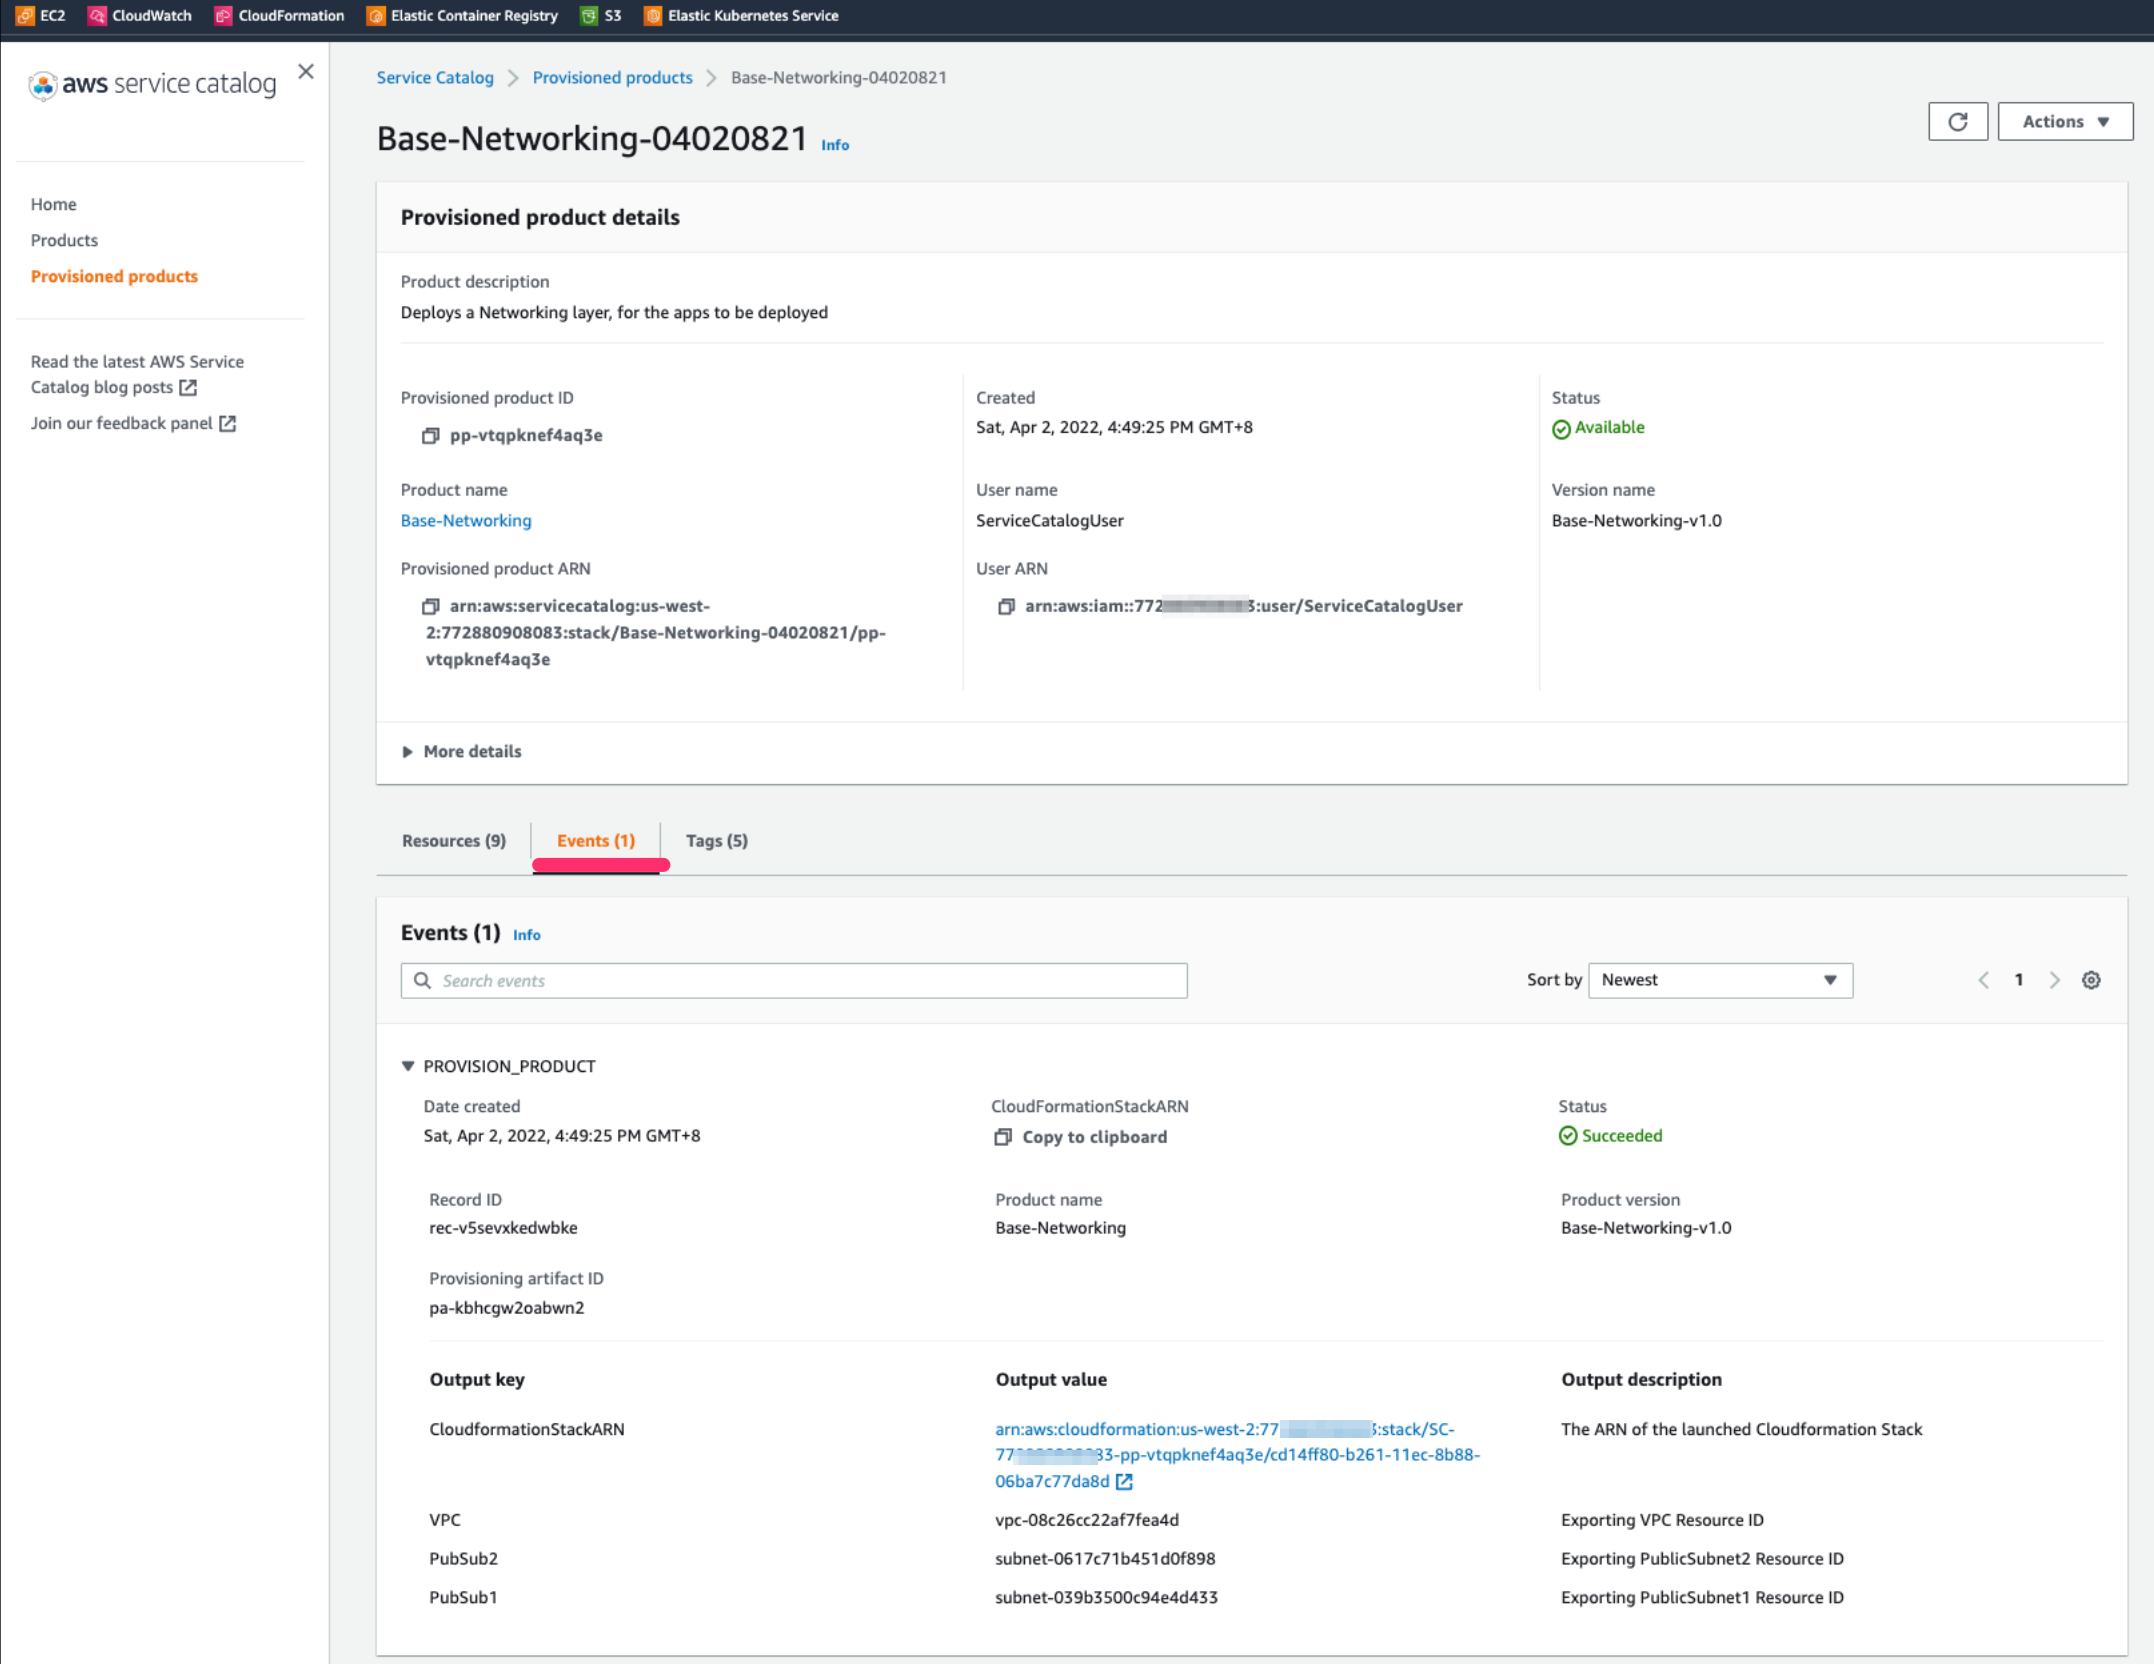 EC2 CloudWatch CloudFormation Elastic Container Registry S3 Elastic Kubernetes Service
aws service catalog
Home
Products
Provisioned products
Read the latest AWS Service
Catalog blog posts
Join our feedback panel
Service Catalog > Provisioned products > Base-Networking-04020821
Base-Networking-04020821 Info
Actions
Provisioned product details
Product description
Deploys a Networking layer, for the apps to be deployed
Provisioned product ID
pp-vtqpknef4aq3e
Created
Sat, Apr 2, 2022, 4:49:25 PM GMT+8
Status
Available
Product name
Base-Networking
User name
ServiceCatalogUser
Version name
Base-Networking-v1.0
Provisioned product ARN
arn:aws:servicecatalog:us-west-
2:772880908083:stack/Base-Networking-04020821/pp-
vtqpknef4aq3e
User ARN
arn:aws:iam::772 3:user/ServiceCatalogUser
More details
Resources (9) Events (1) Tags (5)
Events (1) Info
Search events
Sort by Newest
1
PROVISION_PRODUCT
Date created
Sat, Apr 2, 2022, 4:49:25 PM GMT+8
CloudFormationStackARN
Copy to clipboard
Status
Succeeded
Record ID
rec-v5sevxkedwbke
Product name
Base-Networking
Product version
Base-Networking-v1.0
Provisioning artifact ID
pa-kbhcgw2oabwn2
Output key Output value Output description
CloudformationStackARN
arn:aws:cloudformation:us-west-2:77 3:stack/SC-
77 83-pp-vtqpknef4aq3e/cd14ff80-b261-11ec-8b88-
06ba7c77da8d
The ARN of the launched Cloudformation Stack
VPC vpc-08c26cc22af7fea4d Exporting VPC Resource ID
PubSub2 subnet-0617c71b451d0f898 Exporting PublicSubnet2 Resource ID
PubSub1 subnet-039b3500c94e4d433 Exporting PublicSubnet1 Resource ID